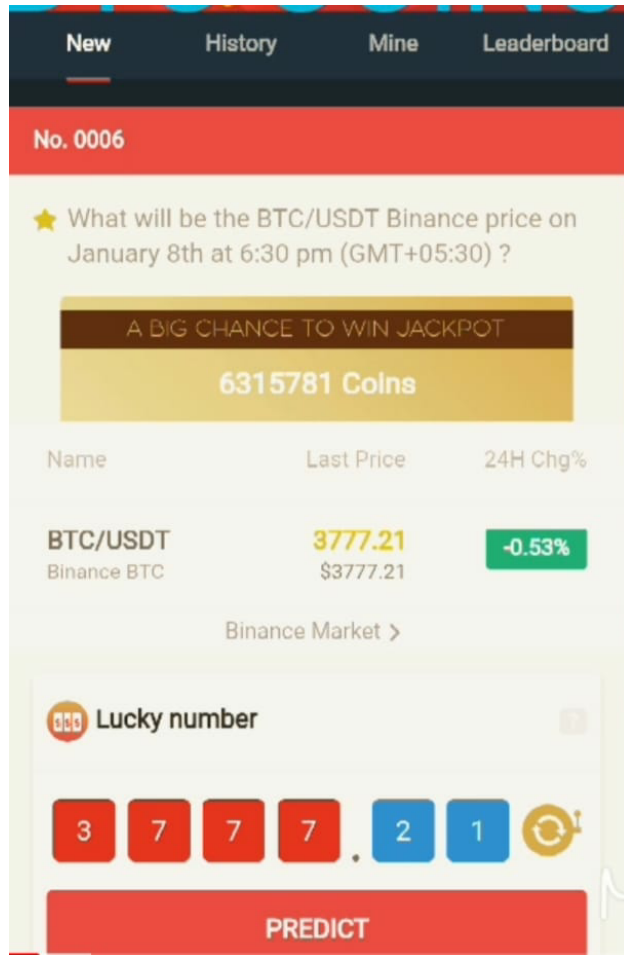 New History Mine Leaderboard
No. 0006
What will be the BTC/USDT Binance price on
January 8th at 6:30 pm (GMT+05:30) ?
A BIG CHANCE TO WIN JACKPOT
6315781 Coins
Name Last Price 24H Chg%
BTC/USDT 3777.21 -0.53%
Binance BTC $3777.21
Binance Market >
Lucky number
3 7 7 7 . 2 1
PREDICT